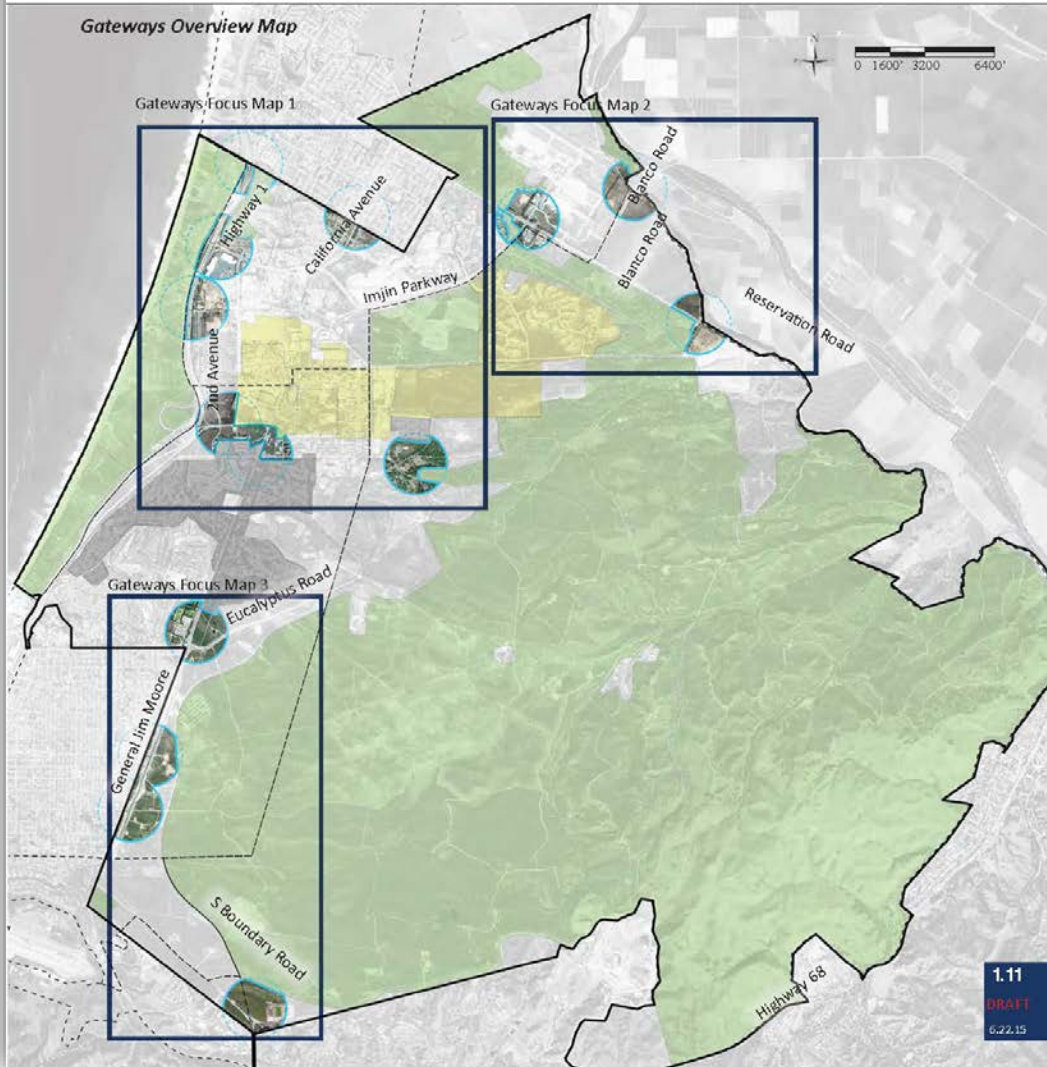 Gateways Overview Map
0 1600' 3200 6400'
Gateways Focus Map 1
Gateways Focus Map 2
Highway 1
California Avenue
Blanco Road
Blanco Road
Imjin Parkway
Reservation Road
2nd Avenue
Gateways Focus Map 3
Eucalyptus Road
General Jim Moore
S Boundary Road
Highway 68
1.11
DRAFT
6.22.15